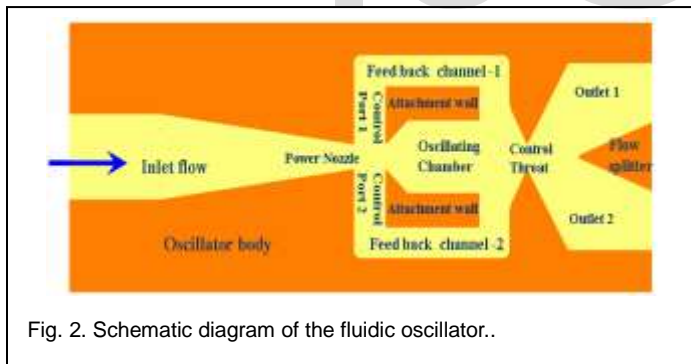 Feed back channel -1
Control
Port 1
Attachment wall
Outlet 1
Inlet flow
Power Nozzle
Oscillating
Chamber
Control
Throat
Flow
splitter
Control
Port 2
Attachment wall
Outlet 2
Oscillator body
Feed back channel -2
Fig. 2. Schematic diagram of the fluidic oscillator..